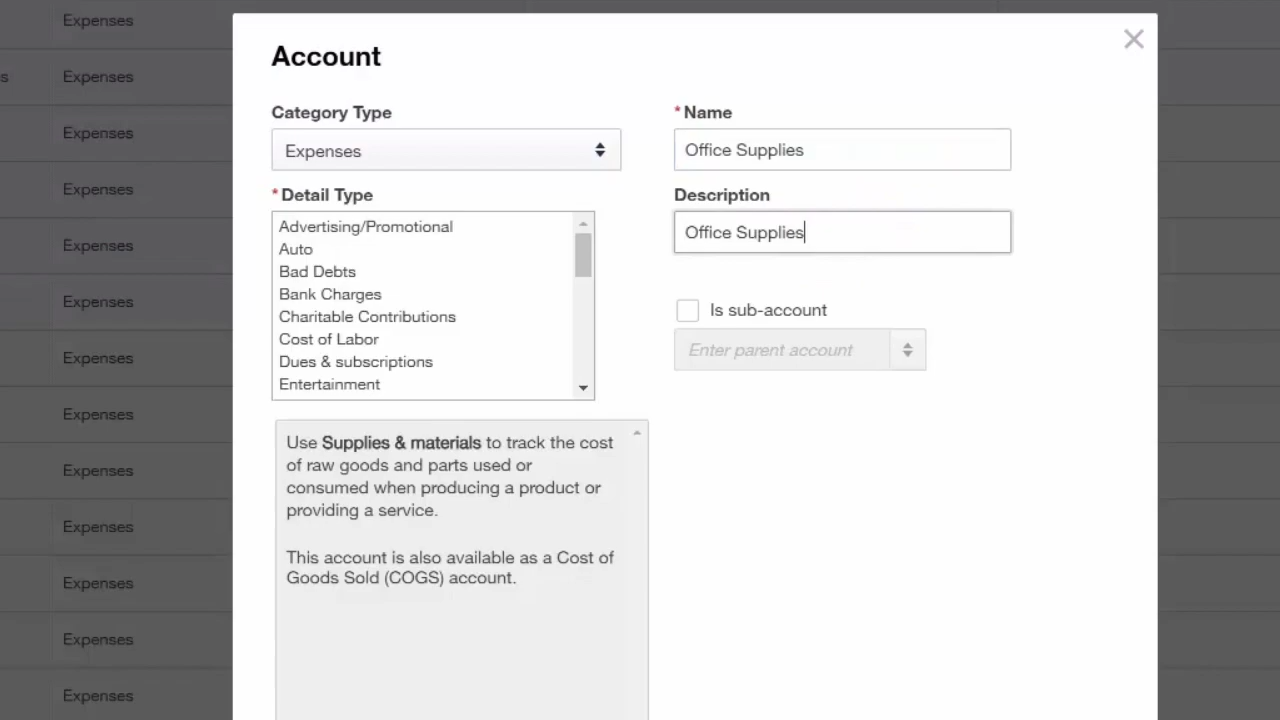 Expenses
s
Expenses
Expenses
Expenses
Expenses
Expenses
Expenses
Expenses
Expenses
Expenses
Expenses
Expenses
Expenses
Account
Category Type
Expenses
* Detail Type
Advertising/Promotional
Auto
Bad Debts
Bank Charges
Charitable Contributions
Cost of Labor
Dues & subscriptions
Entertainment
Use Supplies & materials to track the cost
of raw goods and parts used or
consumed when producing a product or
providing a service.
This account is also available as a Cost of
Goods Sold (COGS) account.
* Name
Office Supplies
Description
Office Supplies
Is sub-account
Enter parent account